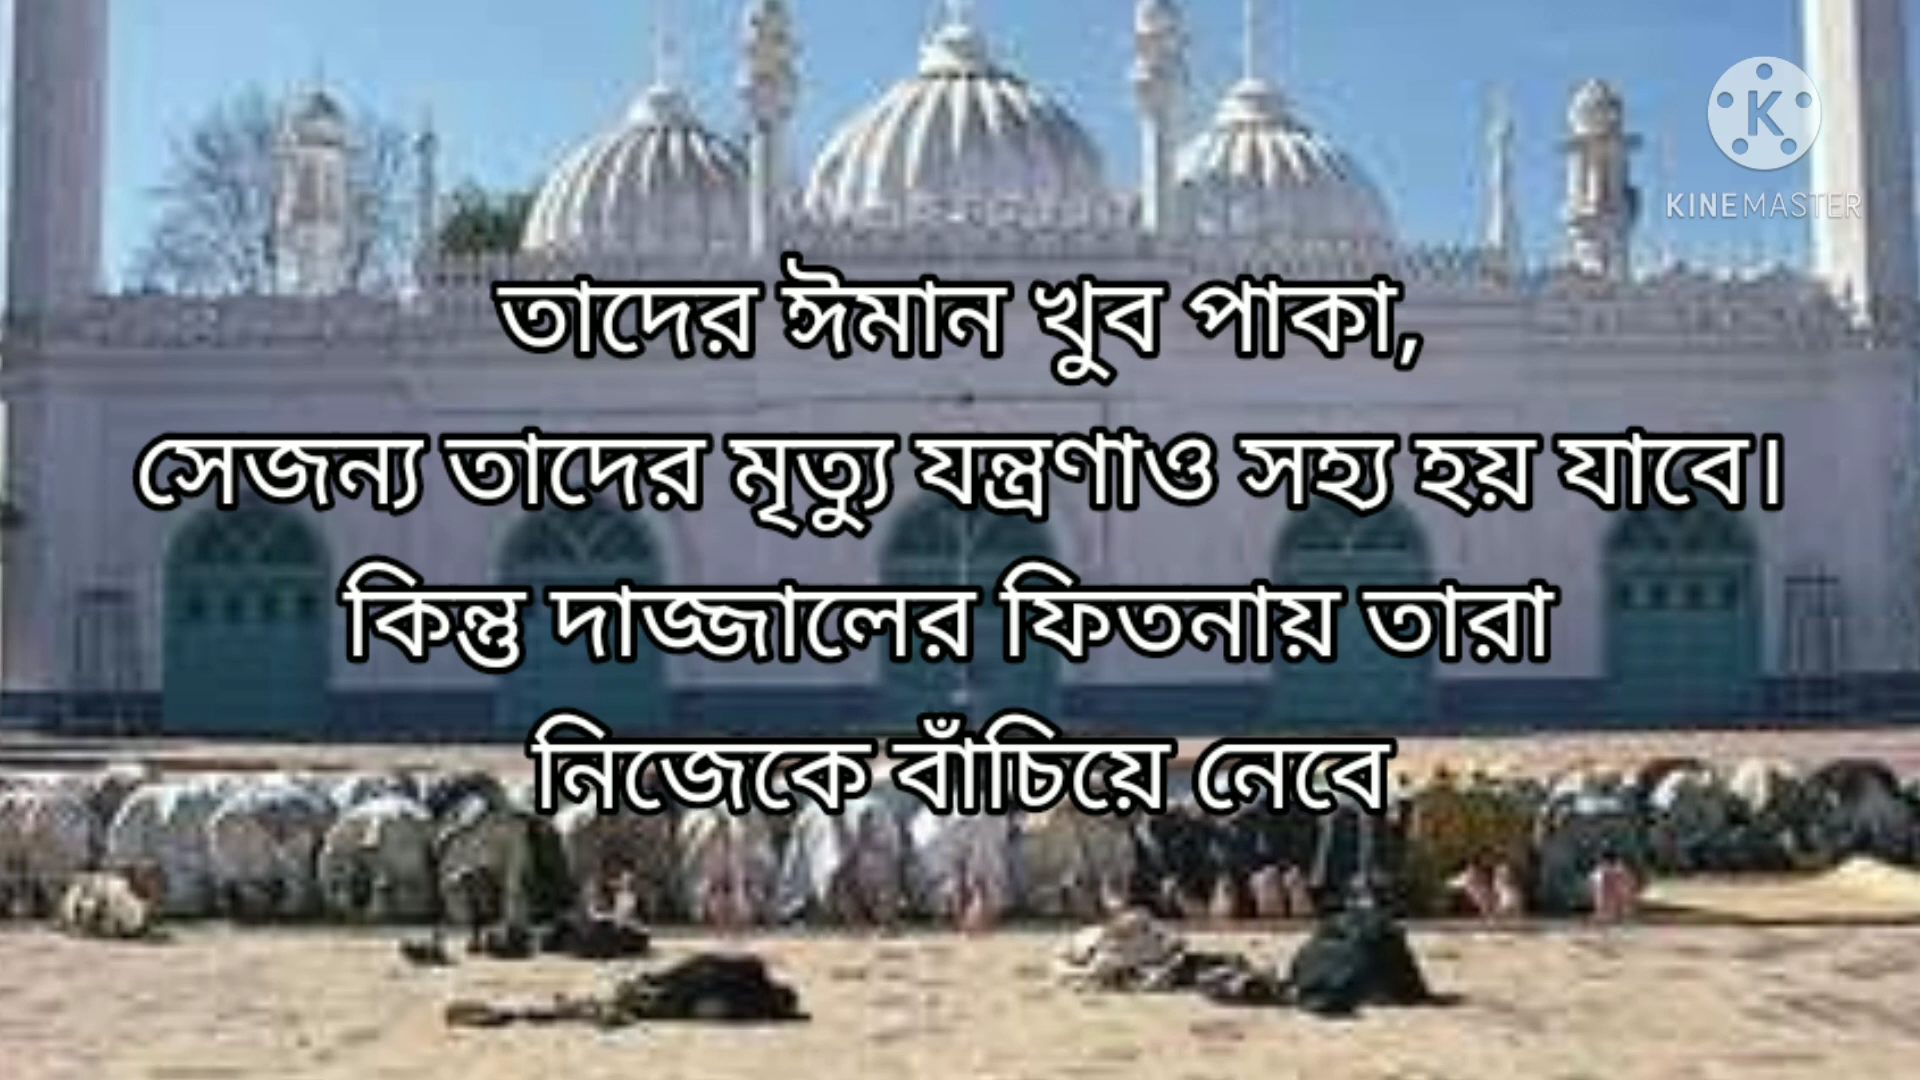 KINEMASTER
তাদের ঈমান খুব পাকা,
সেজন্য তাদের মৃত্যু যন্ত্রণাও সহ্য হয় যাবে।
কিন্তু দাজ্জালের ফিতনায় তারা
নিজেকে বাঁচিয়ে নেবে